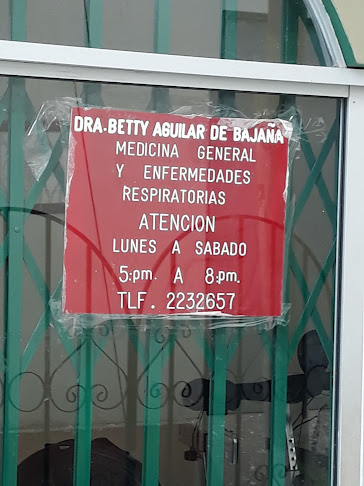 DRA. BETTY AGUILAR DE BAJAÑA
MEDICINA GENERAL
Y ENFERMEDADES
RESPIRATORIAS
ATENCION
LUNES A SABADO
5:pm. A 8:pm.
TLF. 2232657